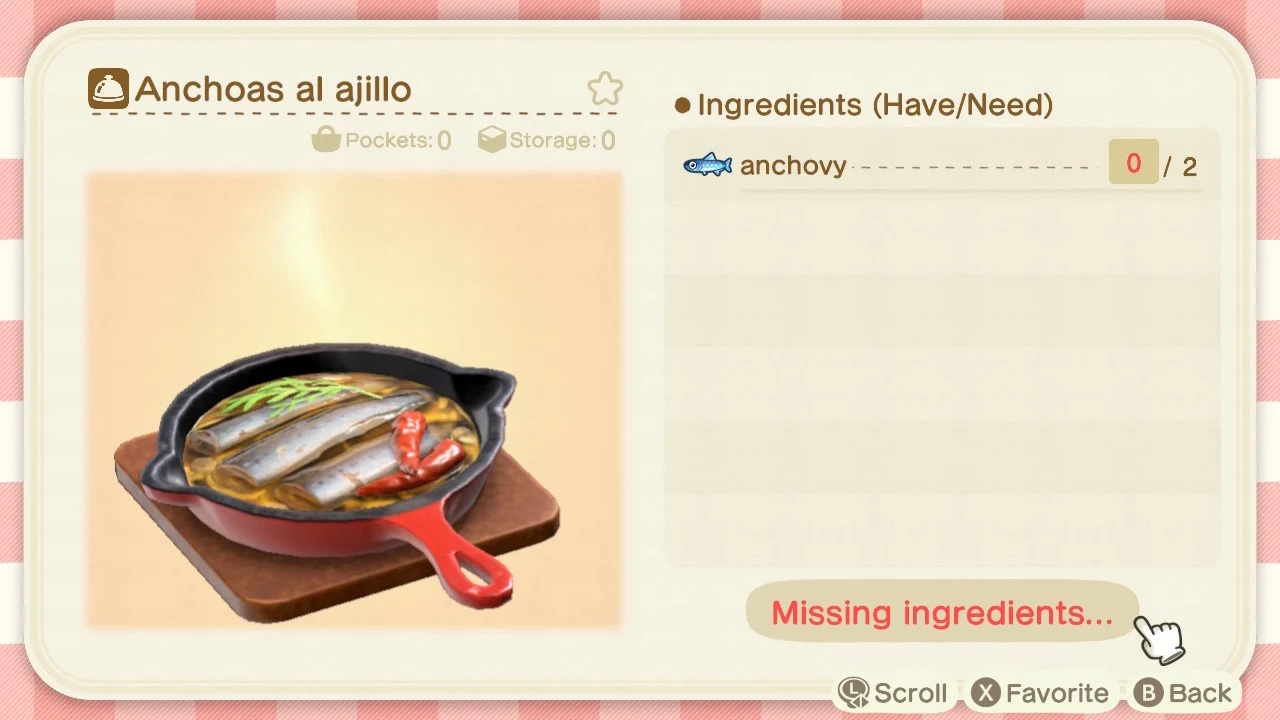 Anchoas al ajillo
Pockets: 0 Storage: 0
Ingredients (Have/Need)
anchovy 0 / 2
Missing ingredients...
L Scroll X Favorite B Back